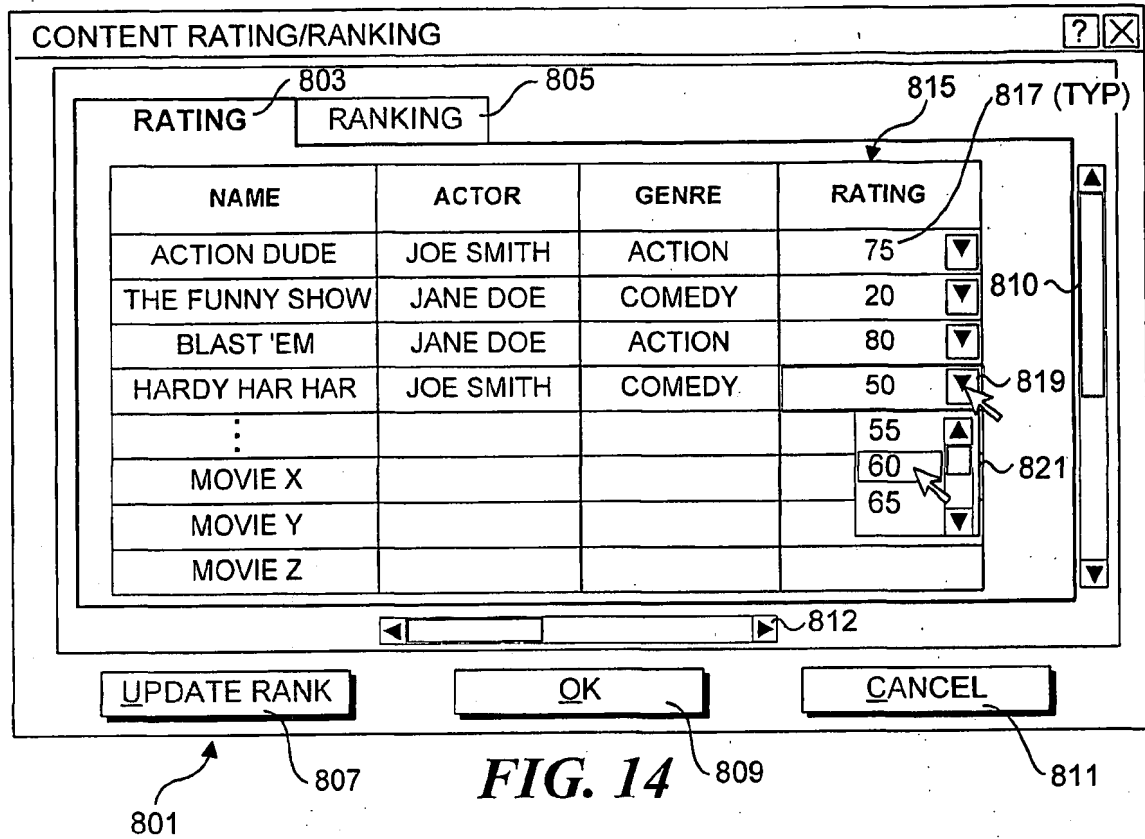 CONTENT RATING/RANKING ?
803 805 815 817 (TYP)
RATING RANKING
NAME ACTOR GENRE RATING
ACTION DUDE JOE SMITH ACTION 75
THE FUNNY SHOW JANE DOE COMEDY 20 810
BLAST 'EM JANE DOE ACTION 80
HARDY HAR HAR JOE SMITH COMEDY 50 819
⋮ 55
MOVIE X 60 821
MOVIE Y 65
MOVIE Z
812
UPDATE RANK OK CANCEL
807 FIG. 14 809 811
801